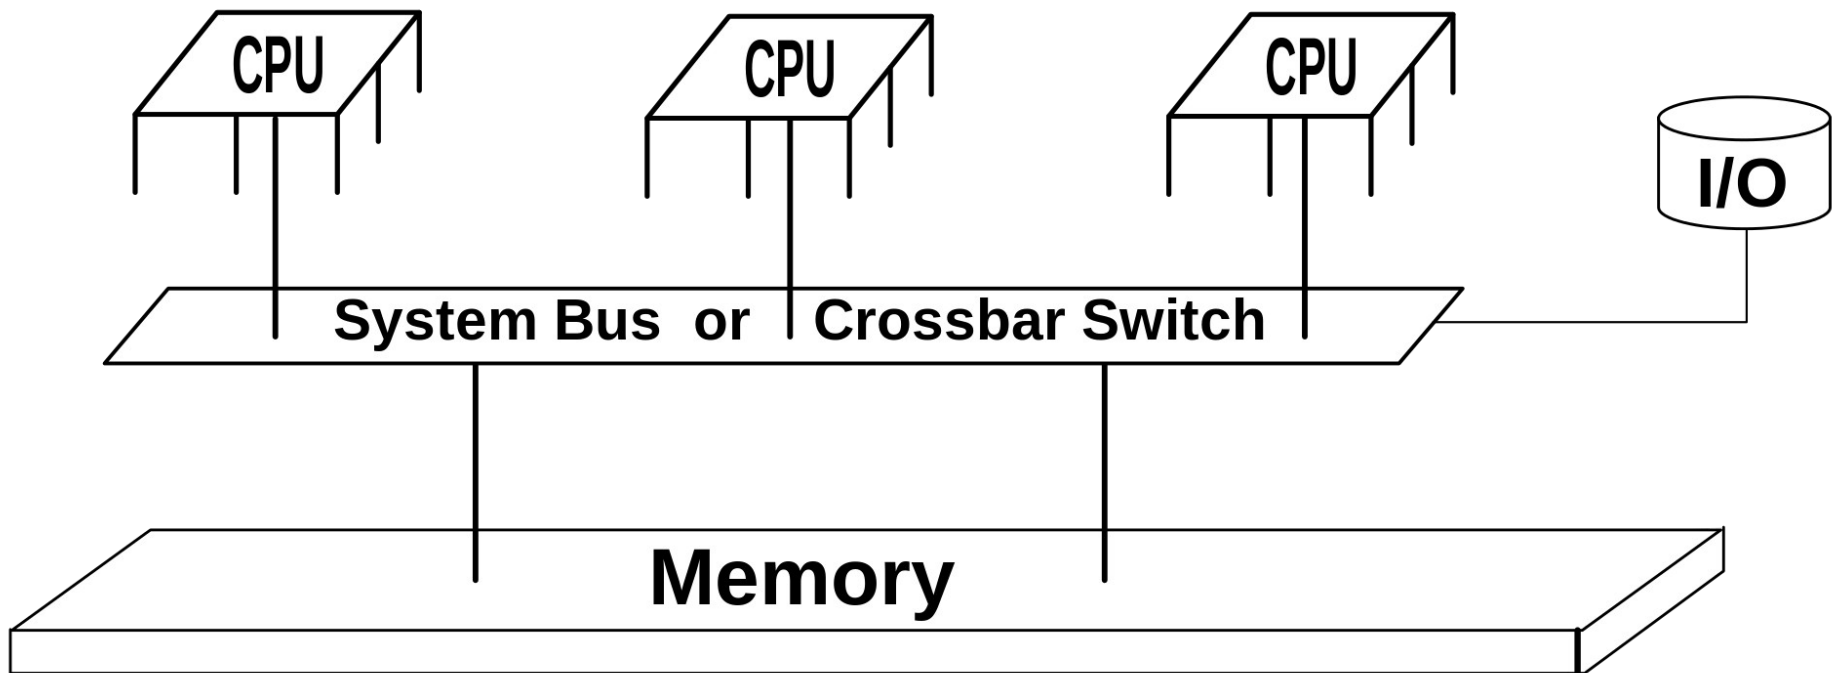 CPU
CPU
CPU
I/O
System Bus or Crossbar Switch
Memory